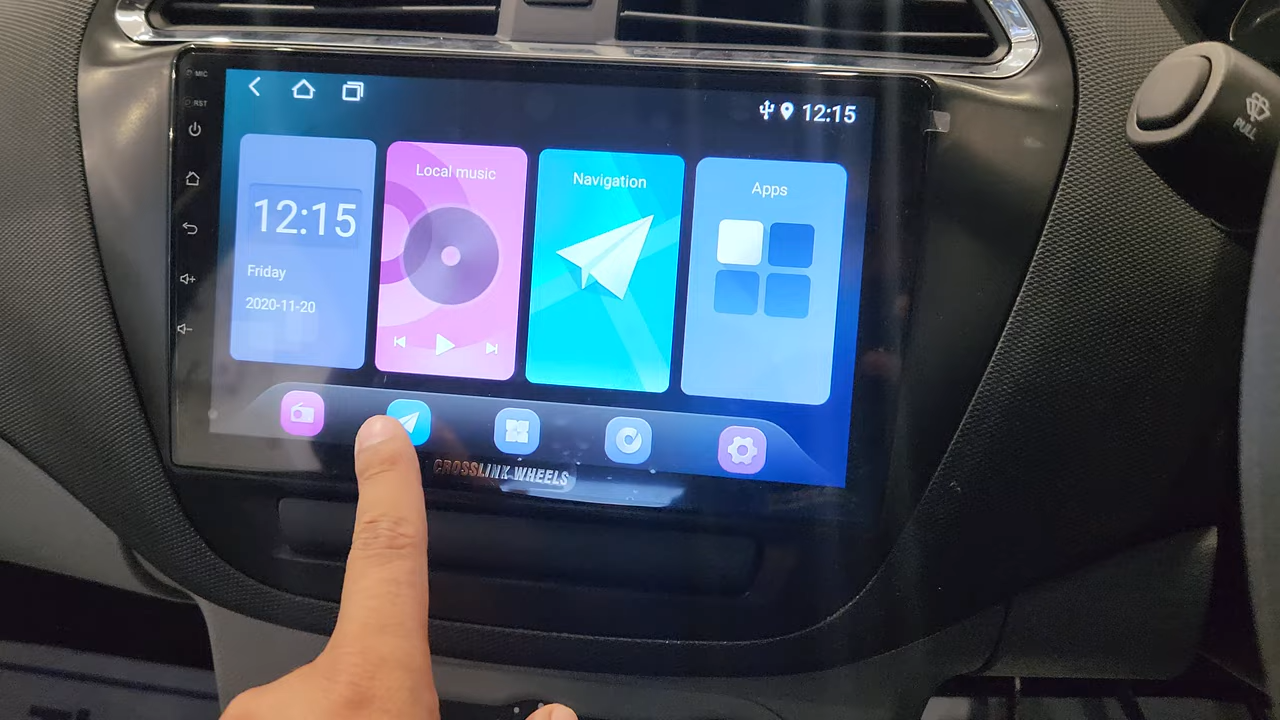 MIC
RST
12:15
12:15
Friday
2020-11-20
Local music
Navigation
Apps
CROSSLINK WHEELS
PULL